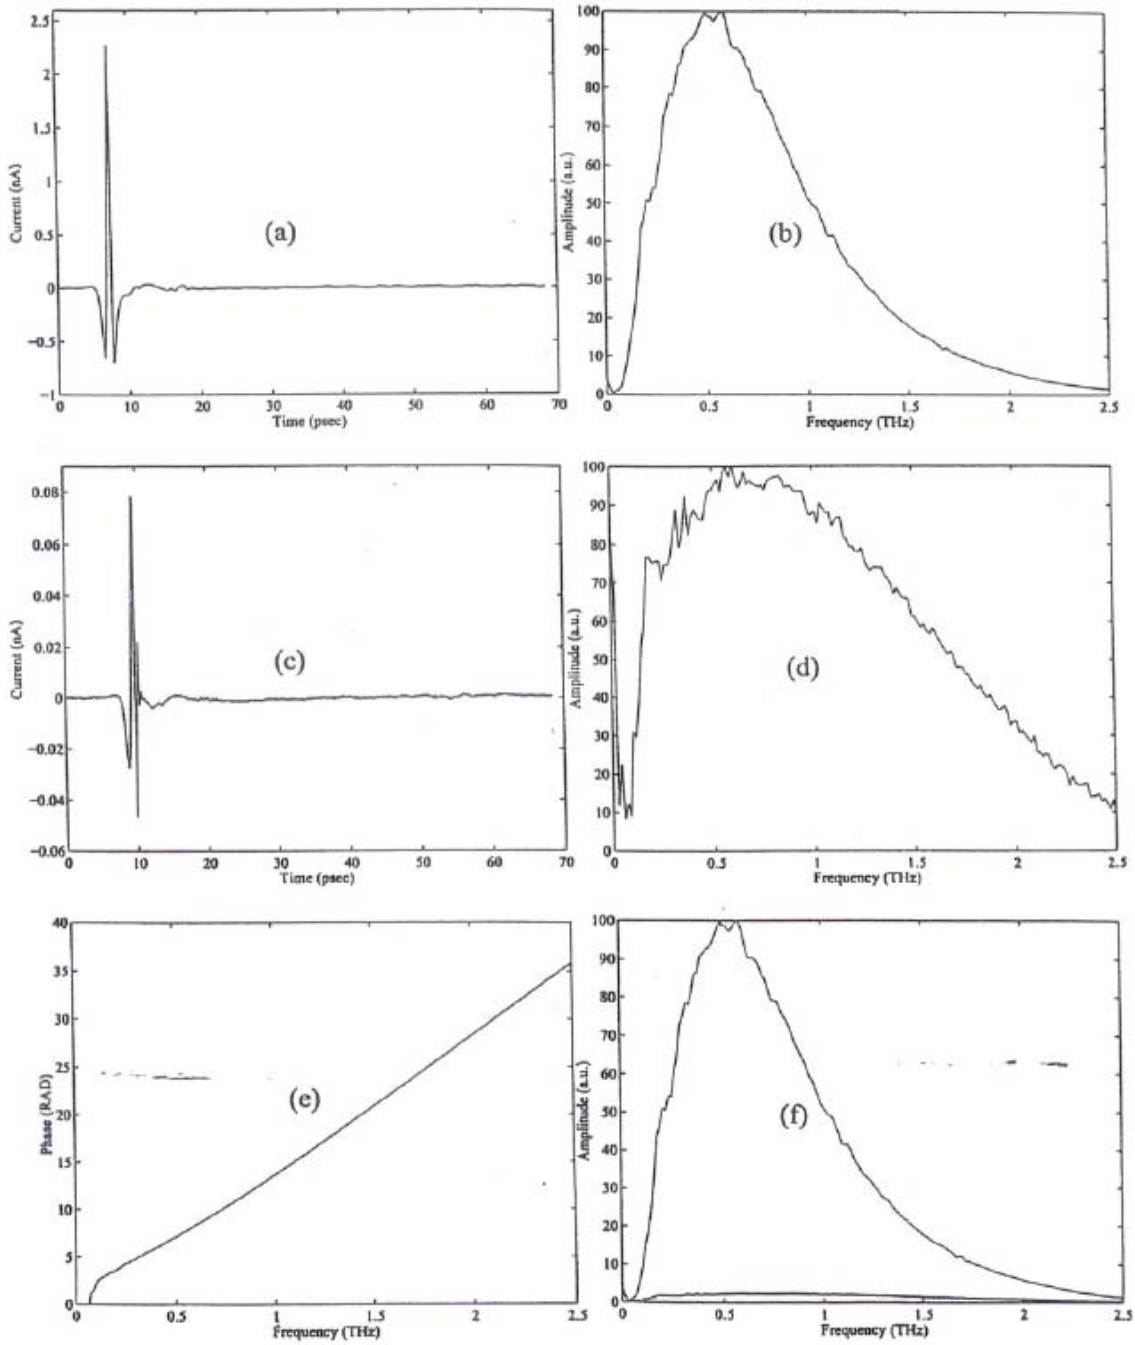 2.5
2
1.5
1
0.5
0
−0.5
−1
Current (nA)
(a)
0 10 20 30 40 50 60 70
Time (psec)
100
90
80
70
60
50
40
30
20
10
0
Amplitude (a.u.)
(b)
0 0.5 1 1.5 2 2.5
Frequency (THz)
0.08
0.06
0.04
0.02
0
−0.02
−0.04
−0.06
Current (nA)
(c)
0 10 20 30 40 50 60 70
Time (psec)
100
90
80
70
60
50
40
30
20
10
0
Amplitude (a.u.)
(d)
0 0.5 1 1.5 2 2.5
Frequency (THz)
40
35
30
25
20
15
10
5
0
Phase (RAD)
(e)
0 0.5 1 1.5 2 2.5
Frequency (THz)
100
90
80
70
60
50
40
30
20
10
0
Amplitude (a.u.)
(f)
0 0.5 1 1.5 2 2.5
Frequency (THz)